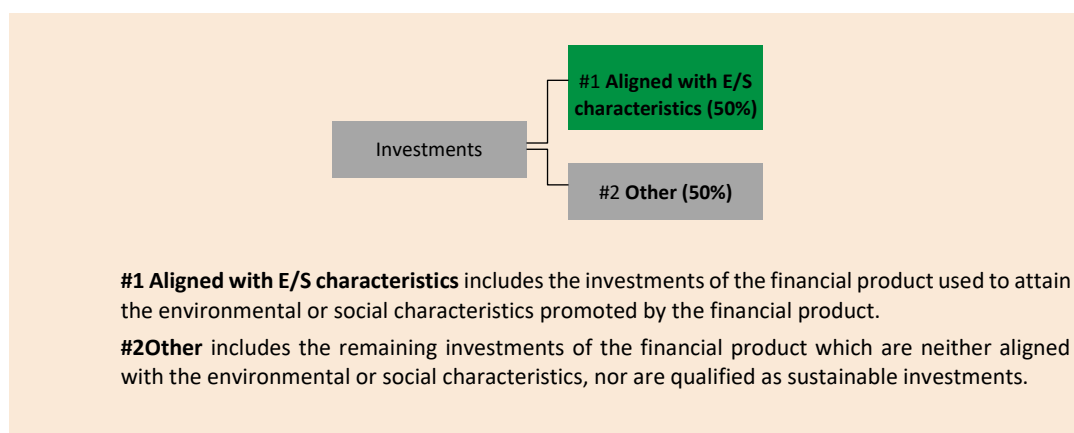 #1 Aligned with E/S
characteristics (50%)
Investments
#2 Other (50%)
#1 Aligned with E/S characteristics includes the investments of the financial product used to attain
the environmental or social characteristics promoted by the financial product.
#2Other includes the remaining investments of the financial product which are neither aligned
with the environmental or social characteristics, nor are qualified as sustainable investments.